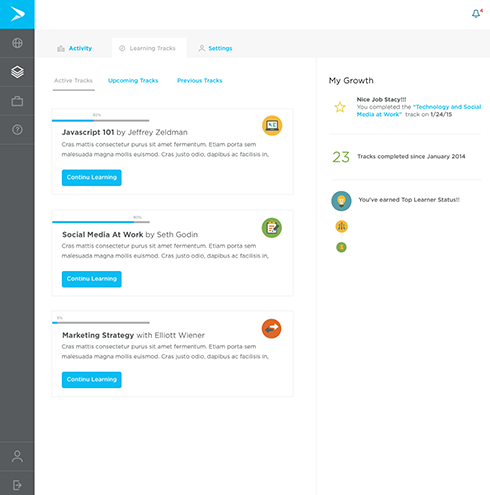 4
Activity
Learning Tracks
Settings
Active Tracks
Upcoming Tracks
Previous Tracks
Javascript 101 by Jeffrey Zeldman
Cras mattis consectetur purus sit amet fermentum. Etiam porta sem
malesuada magna mollis euismod. Cras justo odio, dapibus ac facilisis in,
Continu Learning
80%
Social Media At Work by Seth Godin
Cras mattis consectetur purus sit amet fermentum. Etiam porta sem
malesuada magna mollis euismod. Cras justo odio, dapibus ac facilisis in,
Continu Learning
Marketing Strategy with Elliott Wiener
Cras mattis consectetur purus sit amet fermentum. Etiam porta sem
malesuada magna mollis euismod. Cras justo odio, dapibus ac facilisis in,
Continu Learning
My Growth
Nice Job Stacy!!!
You completed the "Technology and Social
Media at Work" track on 1/24/15
23 Tracks completed since January 2014
You've earned Top Learner Status!!